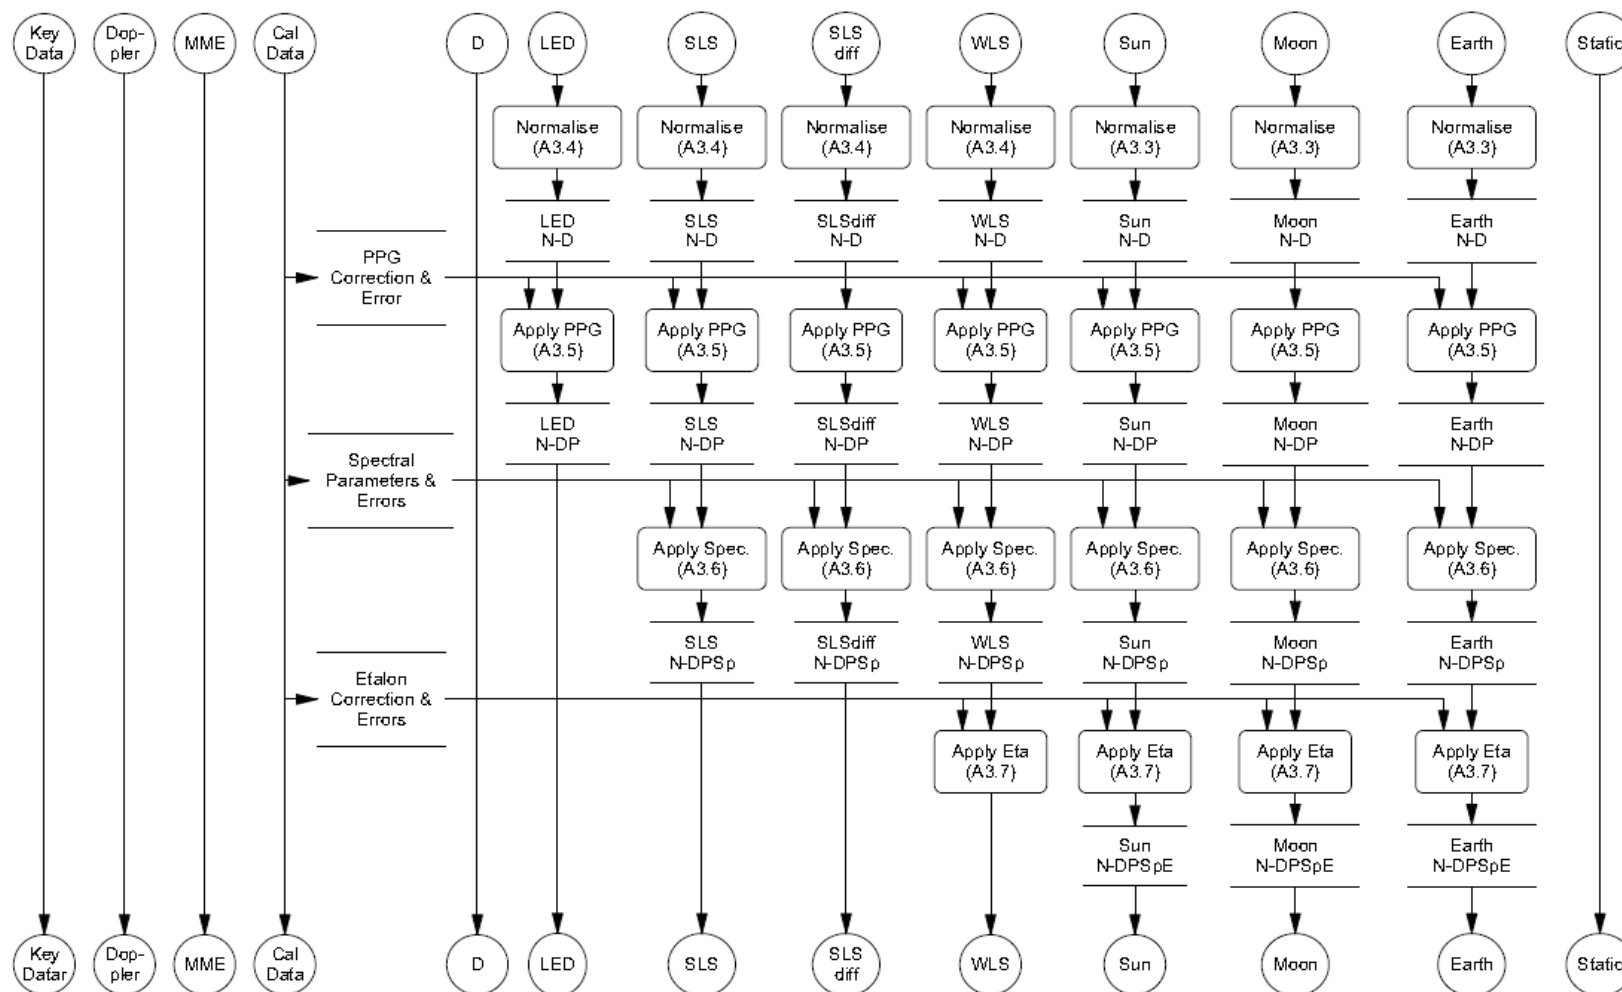 Key
Data
Dop-
pler
MME
Cal
Data
D
LED
SLS
SLS
diff
WLS
Sun
Moon
Earth
Static
Normalise
(A3.4)
Normalise
(A3.4)
Normalise
(A3.4)
Normalise
(A3.4)
Normalise
(A3.3)
Normalise
(A3.3)
Normalise
(A3.3)
LED
N-D
SLS
N-D
SLSdiff
N-D
WLS
N-D
Sun
N-D
Moon
N-D
Earth
N-D
PPG
Correction &
Error
Apply PPG
(A3.5)
Apply PPG
(A3.5)
Apply PPG
(A3.5)
Apply PPG
(A3.5)
Apply PPG
(A3.5)
Apply PPG
(A3.5)
Apply PPG
(A3.5)
LED
N-DP
SLS
N-DP
SLSdiff
N-DP
WLS
N-DP
Sun
N-DP
Moon
N-DP
Earth
N-DP
Spectral
Parameters &
Errors
Apply Spec.
(A3.6)
Apply Spec.
(A3.6)
Apply Spec.
(A3.6)
Apply Spec.
(A3.6)
Apply Spec.
(A3.6)
Apply Spec.
(A3.6)
SLS
N-DPSp
SLSdiff
N-DPSp
WLS
N-DPSp
Sun
N-DPSp
Moon
N-DPSp
Earth
N-DPSp
Etalon
Correction &
Errors
Apply Eta
(A3.7)
Apply Eta
(A3.7)
Apply Eta
(A3.7)
Apply Eta
(A3.7)
Sun
N-DPSpE
Moon
N-DPSpE
Earth
N-DPSpE
Key
Datar
Dop-
pler
MME
Cal
Data
D
LED
SLS
SLS
diff
WLS
Sun
Moon
Earth
Static